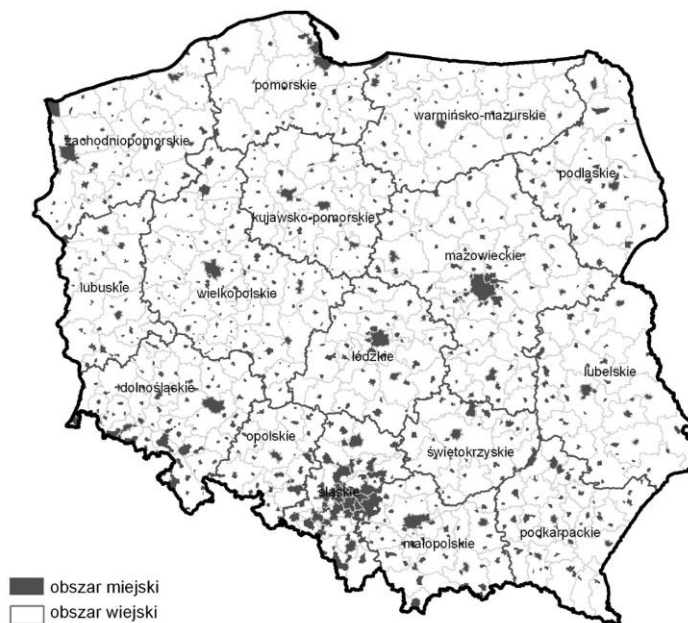 pomorskie
warmińsko-mazurskie
zachodniopomorskie
podlaskie
kujawsko-pomorskie
mazowieckie
lubuskie
wielkopolskie
łódzkie
lubelskie
dolnośląskie
opolskie
świętokrzyskie
śląskie
podkarpackie
małopolskie
obszar miejski
obszar wiejski